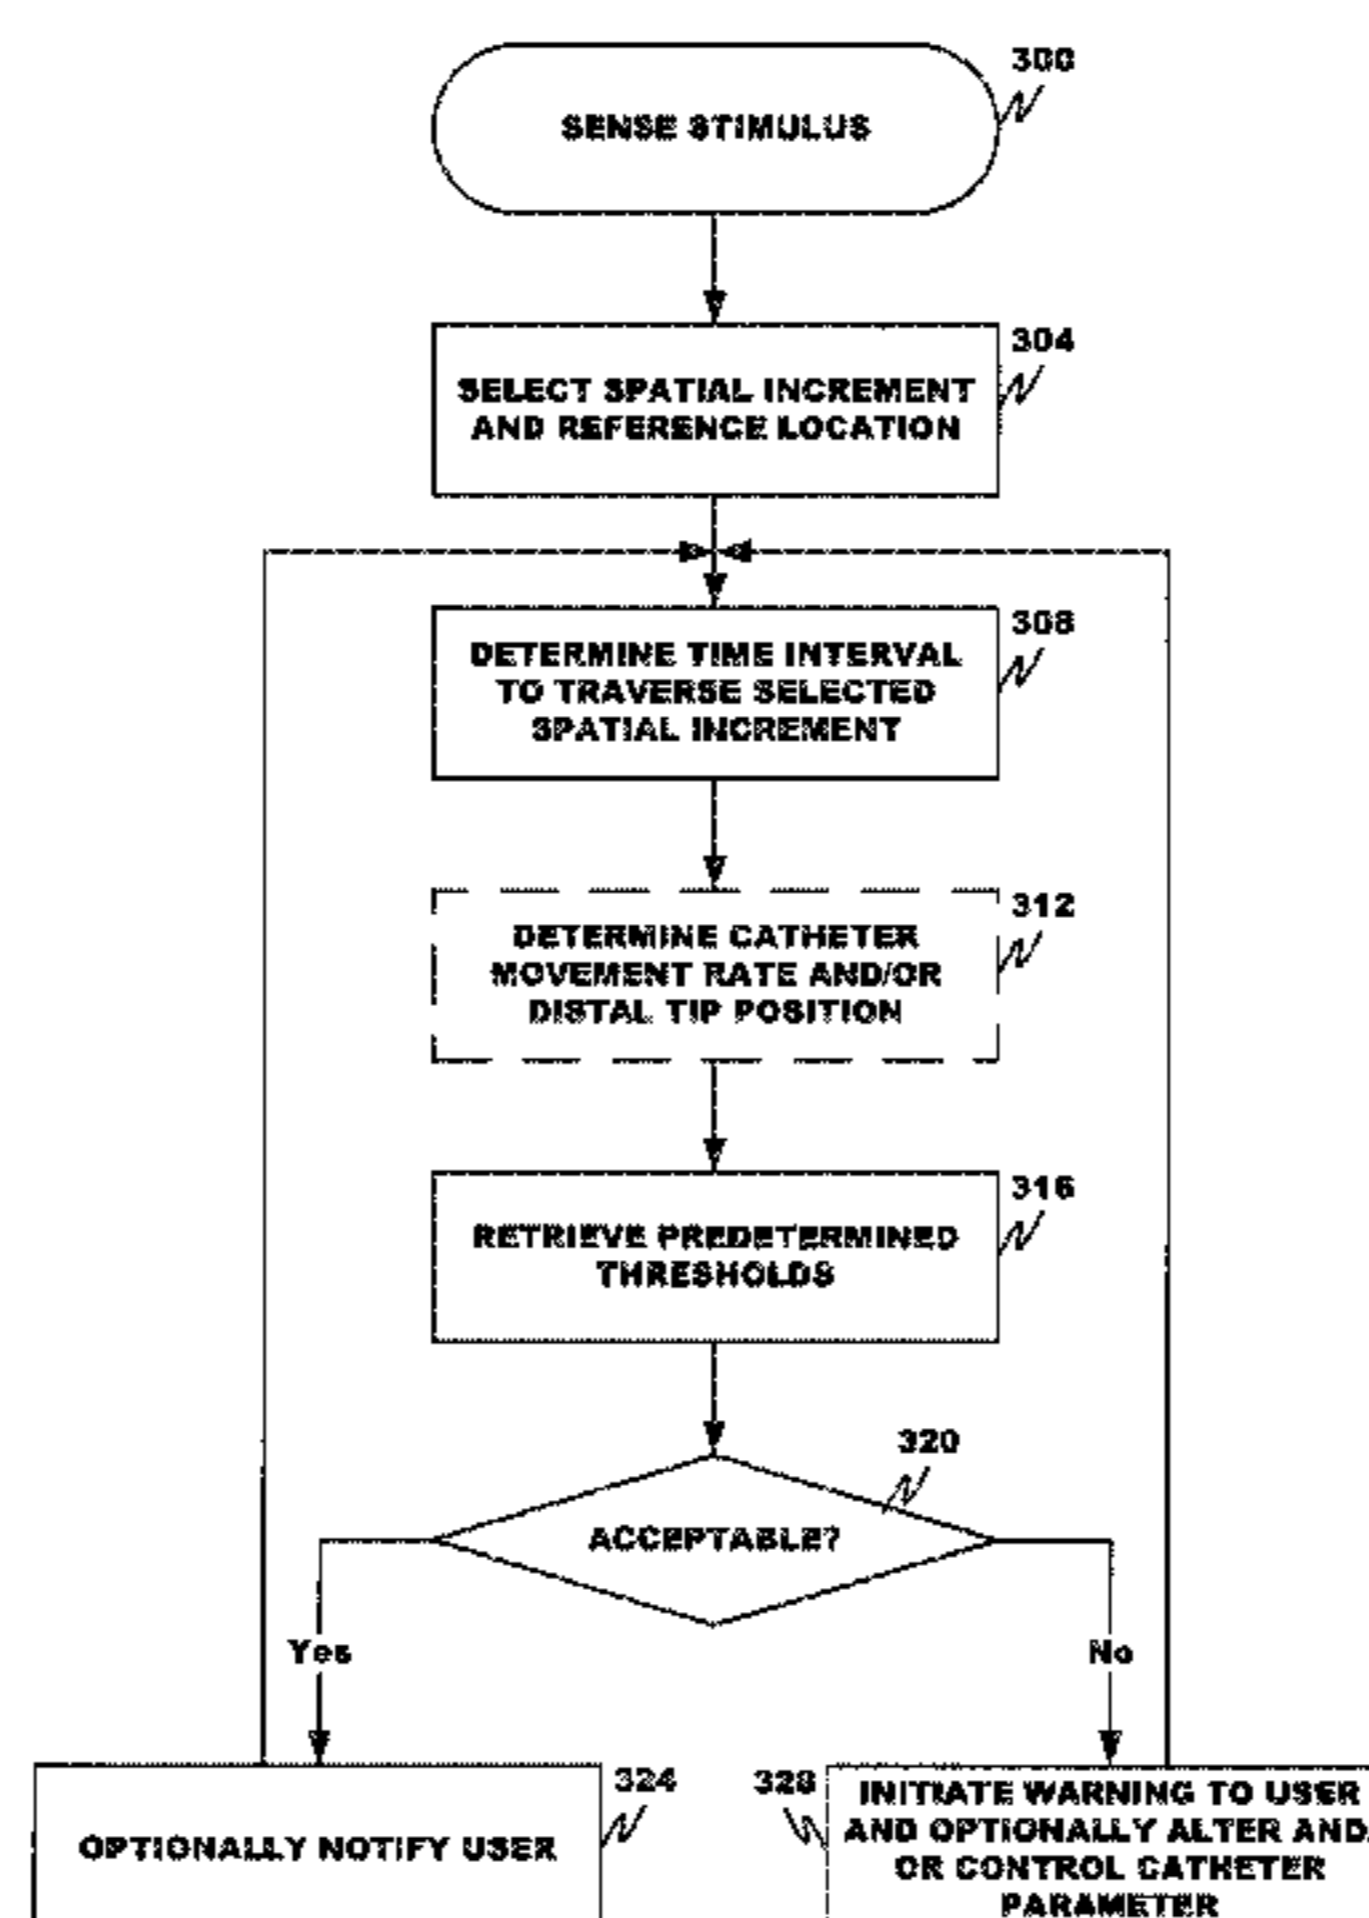 300
SENSE STIMULUS
304
SELECT SPATIAL INCREMENT
AND REFERENCE LOCATION
308
DETERMINE TIME INTERVAL
TO TRAVERSE SELECTED
SPATIAL INCREMENT
312
DETERMINE CATHETER
MOVEMENT RATE AND/OR
DISTAL TIP POSITION
316
RETRIEVE PREDETERMINED
THRESHOLDS
320
ACCEPTABLE?
Yes
No
324
OPTIONALLY NOTIFY USER
328
INITIATE WARNING TO USER
AND OPTIONALLY ALTER AND/
OR CONTROL CATHETER
PARAMETER